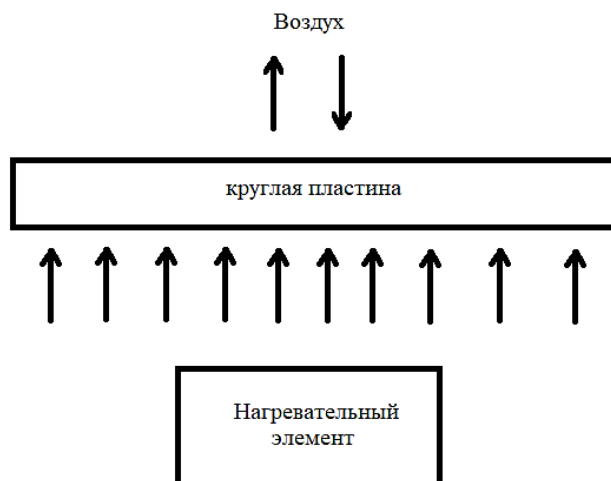 Воздух
круглая пластина
Нагревательный
элемент